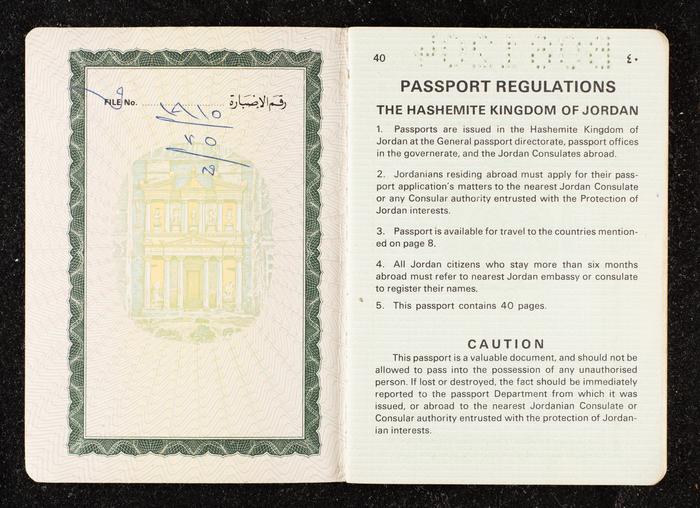 FILE No. ........................ رقم الإضبارة
40
٤٠
PASSPORT REGULATIONS
THE HASHEMITE KINGDOM OF JORDAN
1. Passports are issued in the Hashemite Kingdom of
Jordan at the General passport directorate, passport offices
in the governerate, and the Jordan Consulates abroad.
2. Jordanians residing abroad must apply for their pass-
port application's matters to the nearest Jordan Consulate
or any Consular authority entrusted with the Protection of
Jordan interests.
3. Passport is available for travel to the countries mention-
ed on page 8.
4. All Jordan citizens who stay more than six months
abroad must refer to nearest Jordan embassy or consulate
to register their names.
5. This passport contains 40 pages.
CAUTION
This passport is a valuable document, and should not be
allowed to pass into the possession of any unauthorised
person. If lost or destroyed, the fact should be immediately
reported to the passport Department from which it was
issued, or abroad to the nearest Jordanian Consulate or
Consular authority entrusted with the protection of Jordan-
ian interests.